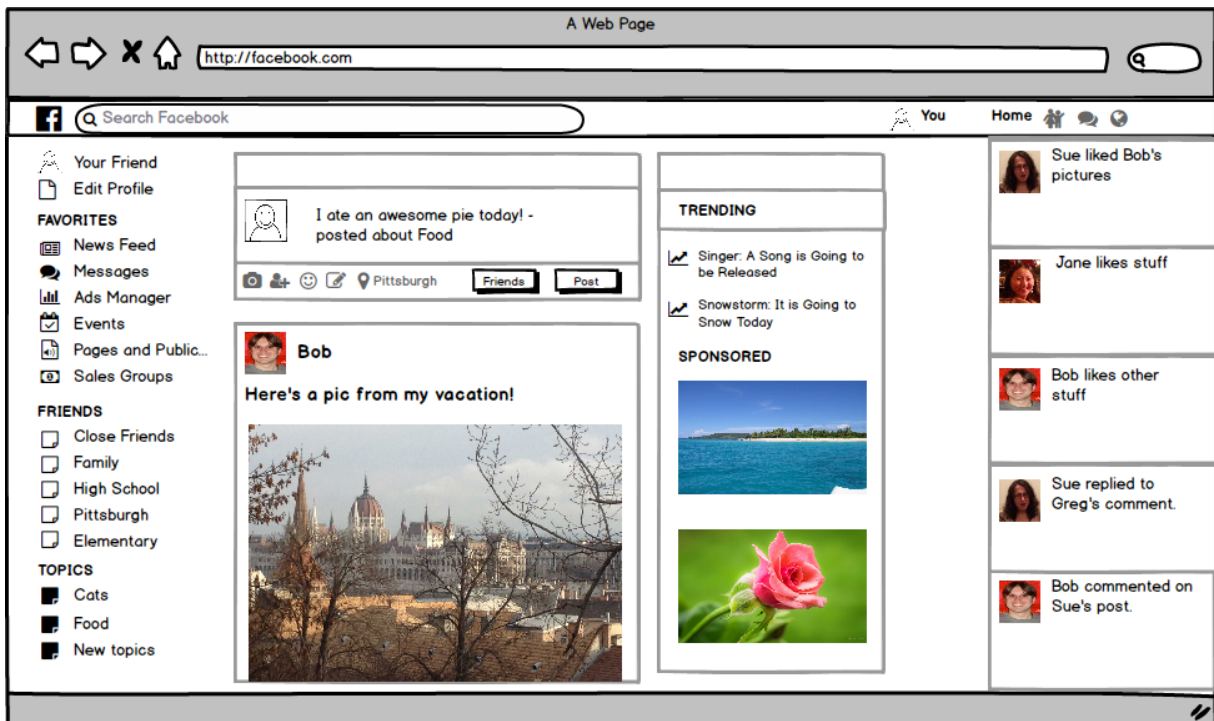 A Web Page
http://facebook.com
Search Facebook
You
Home
Your Friend
Edit Profile
FAVORITES
News Feed
Messages
Ads Manager
Events
Pages and Public...
Sales Groups
FRIENDS
Close Friends
Family
High School
Pittsburgh
Elementary
TOPICS
Cats
Food
New topics
I ate an awesome pie today! -
posted about Food
Pittsburgh
Friends
Post
Bob
Here's a pic from my vacation!
TRENDING
Singer: A Song is Going to
be Released
Snowstorm: It is Going to
Snow Today
SPONSORED
Sue liked Bob's
pictures
Jane likes stuff
Bob likes other
stuff
Sue replied to
Greg's comment.
Bob commented on
Sue's post.